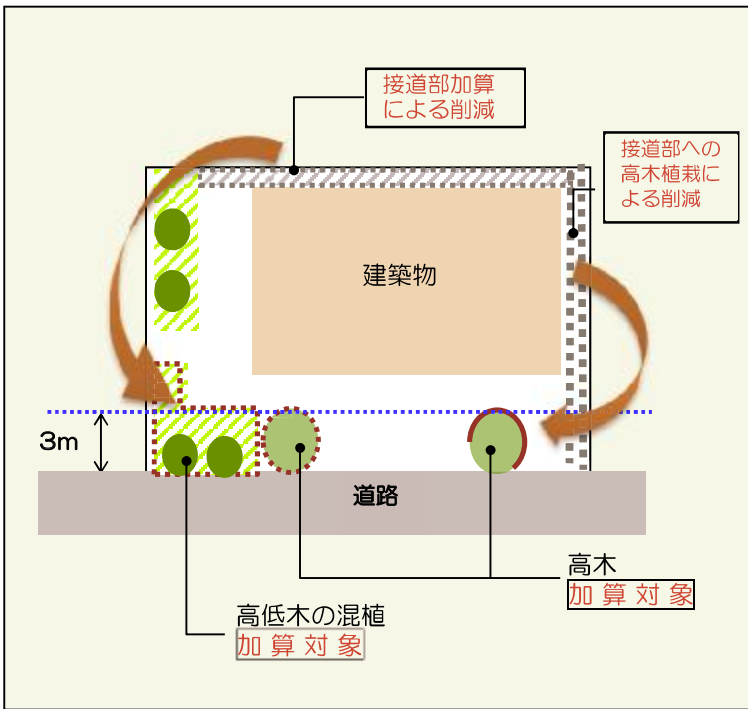 接道部加算
による削減
接道部への
高木植栽に
よる削減
建築物
3m
道路
高木
加算対象
高低木の混植
加算対象